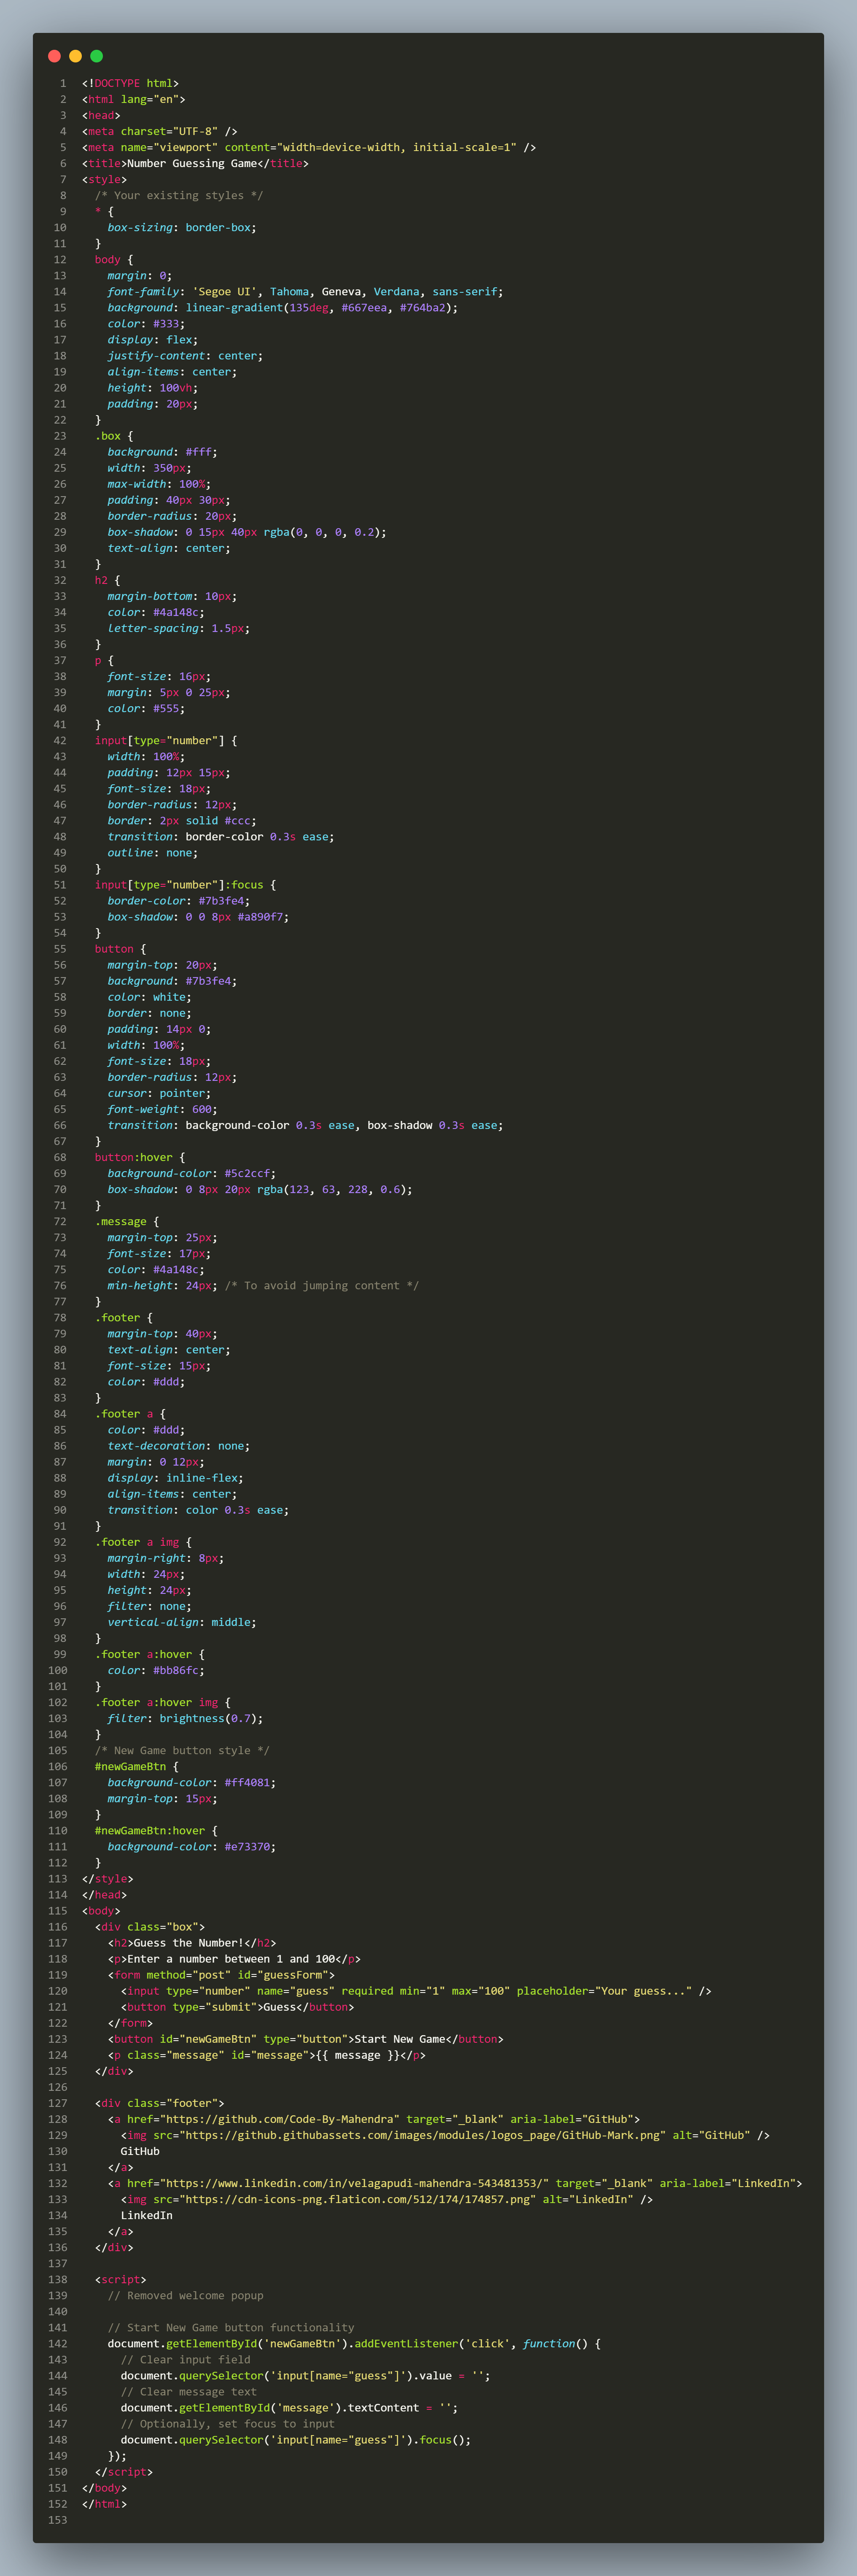 1 <!DOCTYPE html>
2 <html lang="en">
3 <head>
4 <meta charset="UTF-8" />
5 <meta name="viewport" content="width=device-width, initial-scale=1" />
6 <title>Number Guessing Game</title>
7 <style>
8   /* Your existing styles */
9   * {
10     box-sizing: border-box;
11   }
12   body {
13     margin: 0;
14     font-family: 'Segoe UI', Tahoma, Geneva, Verdana, sans-serif;
15     background: linear-gradient(135deg, #667eea, #764ba2);
16     color: #333;
17     display: flex;
18     justify-content: center;
19     align-items: center;
20     height: 100vh;
21     padding: 20px;
22   }
23   .box {
24     background: #fff;
25     width: 350px;
26     max-width: 100%;
27     padding: 40px 30px;
28     border-radius: 20px;
29     box-shadow: 0 15px 40px rgba(0, 0, 0, 0.2);
30     text-align: center;
31   }
32   h2 {
33     margin-bottom: 10px;
34     color: #4a148c;
35     letter-spacing: 1.5px;
36   }
37   p {
38     font-size: 16px;
39     margin: 5px 0 25px;
40     color: #555;
41   }
42   input[type="number"] {
43     width: 100%;
44     padding: 12px 15px;
45     font-size: 18px;
46     border-radius: 12px;
47     border: 2px solid #ccc;
48     transition: border-color 0.3s ease;
49     outline: none;
50   }
51   input[type="number"]:focus {
52     border-color: #7b3fe4;
53     box-shadow: 0 0 8px #a890f7;
54   }
55   button {
56     margin-top: 20px;
57     background: #7b3fe4;
58     color: white;
59     border: none;
60     padding: 14px 0;
61     width: 100%;
62     font-size: 18px;
63     border-radius: 12px;
64     cursor: pointer;
65     font-weight: 600;
66     transition: background-color 0.3s ease, box-shadow 0.3s ease;
67   }
68   button:hover {
69     background-color: #5c2ccf;
70     box-shadow: 0 8px 20px rgba(123, 63, 228, 0.6);
71   }
72   .message {
73     margin-top: 25px;
74     font-size: 17px;
75     color: #4a148c;
76     min-height: 24px; /* To avoid jumping content */
77   }
78   .footer {
79     margin-top: 40px;
80     text-align: center;
81     font-size: 15px;
82     color: #ddd;
83   }
84   .footer a {
85     color: #ddd;
86     text-decoration: none;
87     margin: 0 12px;
88     display: inline-flex;
89     align-items: center;
90     transition: color 0.3s ease;
91   }
92   .footer a img {
93     margin-right: 8px;
94     width: 24px;
95     height: 24px;
96     filter: none;
97     vertical-align: middle;
98   }
99   .footer a:hover {
100     color: #bb86fc;
101   }
102   .footer a:hover img {
103     filter: brightness(0.7);
104   }
105   /* New Game button style */
106   #newGameBtn {
107     background-color: #ff4081;
108     margin-top: 15px;
109   }
110   #newGameBtn:hover {
111     background-color: #e73370;
112   }
113 </style>
114 </head>
115 <body>
116   <div class="box">
117     <h2>Guess the Number!</h2>
118     <p>Enter a number between 1 and 100</p>
119     <form method="post" id="guessForm">
120       <input type="number" name="guess" required min="1" max="100" placeholder="Your guess..." />
121       <button type="submit">Guess</button>
122     </form>
123     <button id="newGameBtn" type="button">Start New Game</button>
124     <p class="message" id="message">{{ message }}</p>
125   </div>
126
127   <div class="footer">
128     <a href="https://github.com/Code-By-Mahendra" target="_blank" aria-label="GitHub">
129       <img src="https://github.githubassets.com/images/modules/logos_page/GitHub-Mark.png" alt="GitHub" />
130       GitHub
131     </a>
132     <a href="https://www.linkedin.com/in/velagapudi-mahendra-543481353/" target="_blank" aria-label="LinkedIn">
133       <img src="https://cdn-icons-png.flaticon.com/512/174/174857.png" alt="LinkedIn" />
134       LinkedIn
135     </a>
136   </div>
137
138   <script>
139     // Removed welcome popup
140
141     // Start New Game button functionality
142     document.getElementById('newGameBtn').addEventListener('click', function() {
143       // Clear input field
144       document.querySelector('input[name="guess"]').value = '';
145       // Clear message text
146       document.getElementById('message').textContent = '';
147       // Optionally, set focus to input
148       document.querySelector('input[name="guess"]').focus();
149     });
150   </script>
151 </body>
152 </html>
153